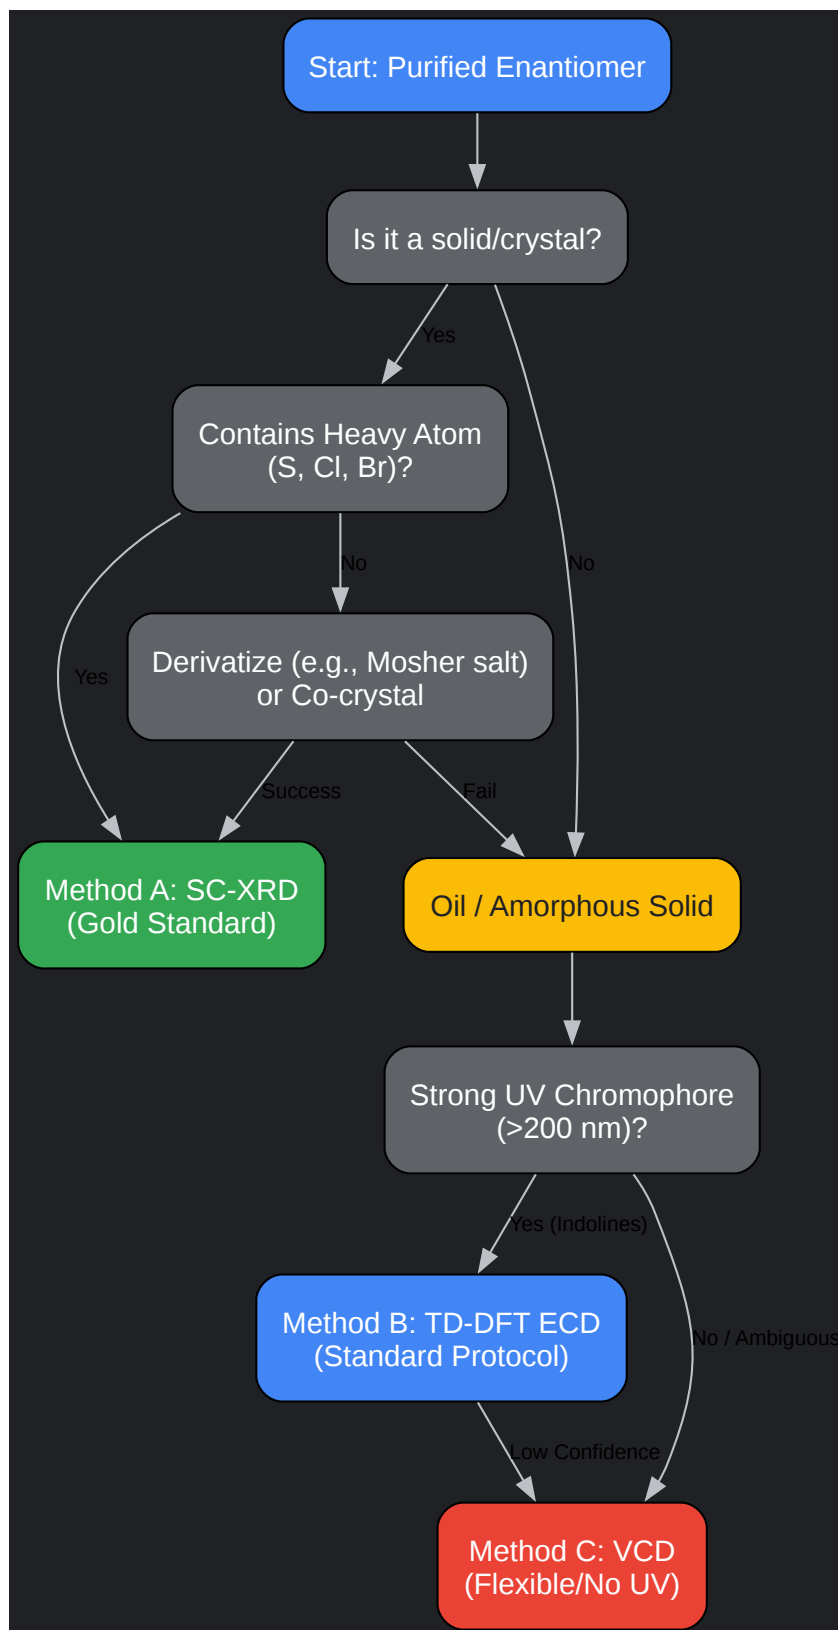 Start: Purified Enantiomer
Is it a solid/crystal?
Yes
Contains Heavy Atom
(S, Cl, Br)?
No
No
Derivatize (e.g., Mosher salt)
or Co-crystal
Yes
Success
Fail
Method A: SC-XRD
(Gold Standard)
Oil / Amorphous Solid
Strong UV Chromophore
(>200 nm)?
Yes (Indolines)
Method B: TD-DFT ECD
(Standard Protocol)
No / Ambiguous
Low Confidence
Method C: VCD
(Flexible/No UV)